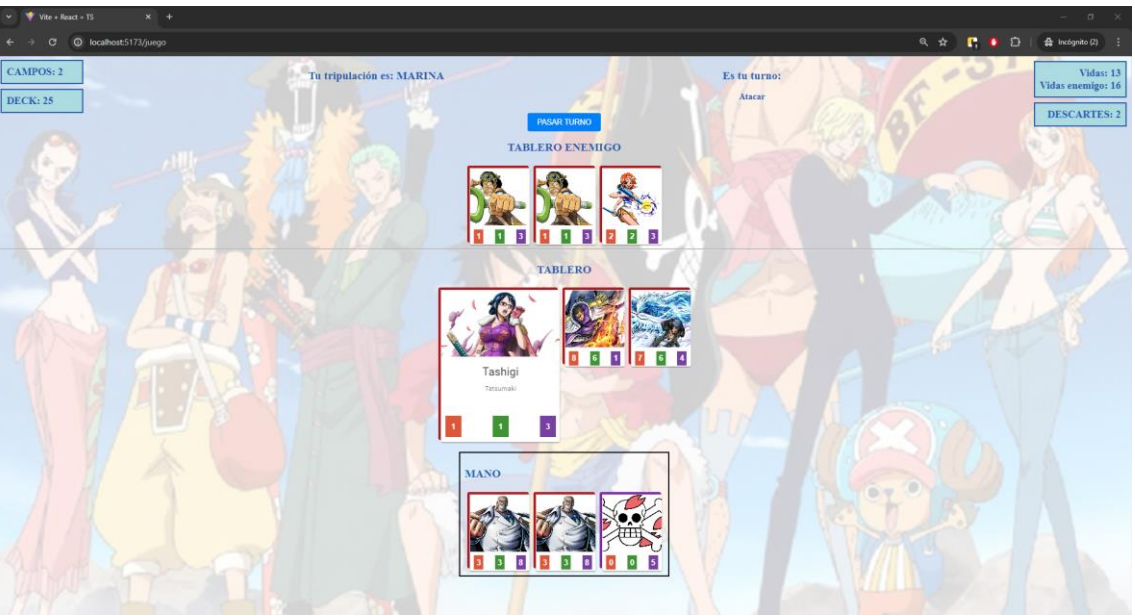 Vite + React + TS
localhost:5173/juego
Incógnito (2)
CAMPOS: 2
DECK: 25
Tu tripulación es: MARINA
Es tu turno:
Atacar
Vidas: 13
Vidas enemigo: 16
DESCARTES: 2
PASAR TURNO
TABLERO ENEMIGO
1 1 3
1 1 3
2 2 3
TABLERO
Tashigi
Tatsumaki
1 1 3
8 6 1
7 6 4
MANO
3 3 8
3 3 8
0 0 5